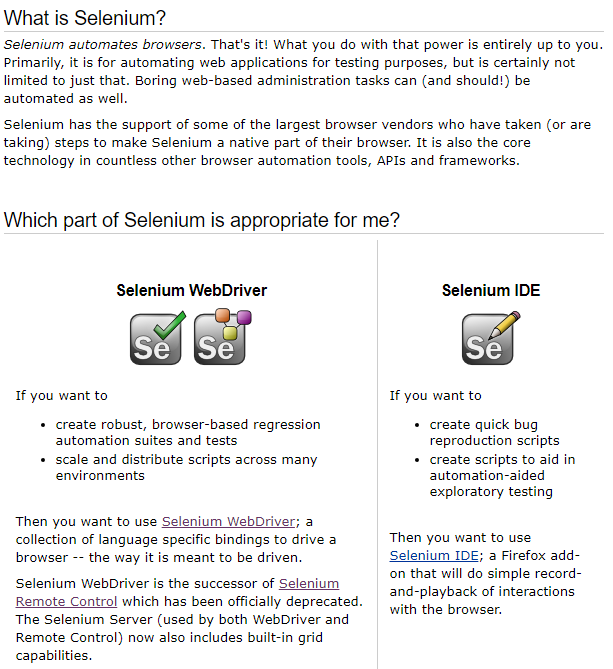 What is Selenium?
Selenium automates browsers. That's it! What you do with that power is entirely up to you.
Primarily, it is for automating web applications for testing purposes, but is certainly not
limited to just that. Boring web-based administration tasks can (and should!) be
automated as well.
Selenium has the support of some of the largest browser vendors who have taken (or are
taking) steps to make Selenium a native part of their browser. It is also the core
technology in countless other browser automation tools, APIs and frameworks.
Which part of Selenium is appropriate for me?
Selenium WebDriver
Se
Se
If you want to
• create robust, browser-based regression
automation suites and tests
• scale and distribute scripts across many
environments
Then you want to use Selenium WebDriver; a
collection of language specific bindings to drive a
browser -- the way it is meant to be driven.
Selenium WebDriver is the successor of Selenium
Remote Control which has been officially deprecated.
The Selenium Server (used by both WebDriver and
Remote Control) now also includes built-in grid
capabilities.
Selenium IDE
Se
If you want to
• create quick bug
reproduction scripts
• create scripts to aid in
automation-aided
exploratory testing
Then you want to use
Selenium IDE; a Firefox add-
on that will do simple record-
and-playback of interactions
with the browser.